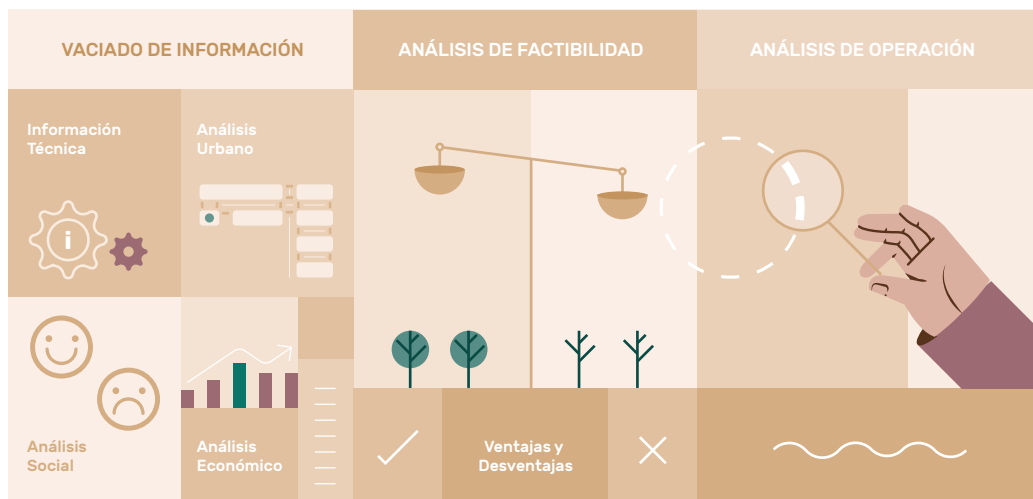 VACIADO DE INFORMACIÓN
ANÁLISIS DE FACTIBILIDAD
ANÁLISIS DE OPERACIÓN
Información
Técnica
i
Análisis
Urbano
Análisis
Social
Análisis
Económico
Ventajas y
Desventajas